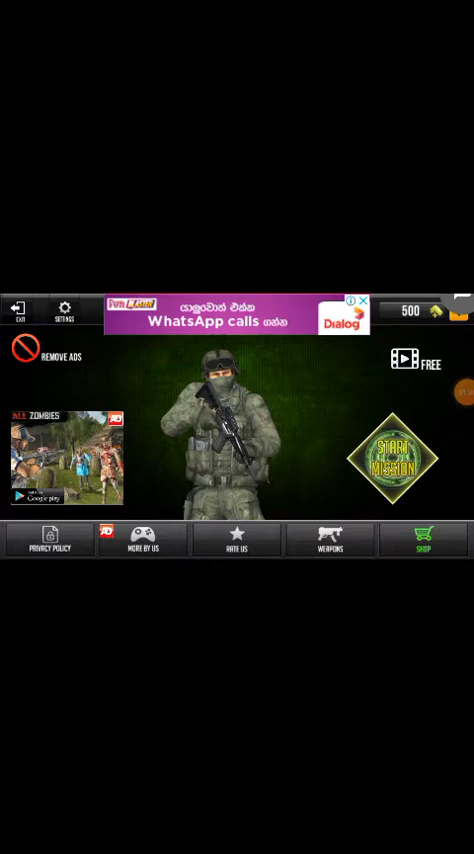 EXIT
SETTINGS
යාලුවොත් එක්ක
WhatsApp calls ගන්න
Dialog
500
REMOVE ADS
FREE
ALL ZOMBIES
AD
Google play
START
MISSION
PRIVACY POLICY
AD
MORE BY US
RATE US
WEAPONS
SHOP